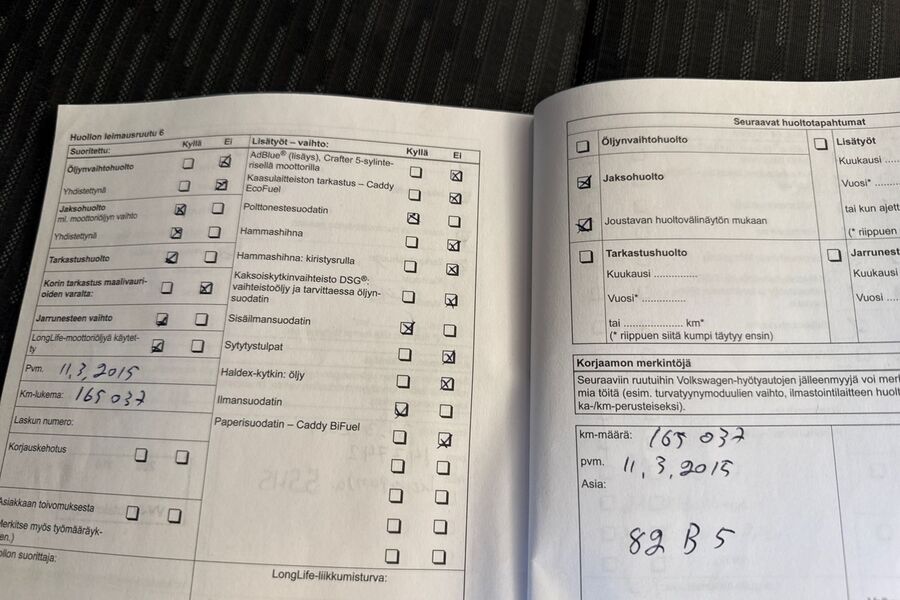 Huollon leimausruutu 6
Suoritettu: Kyllä Ei
Öljynvaihtohuolto
Yhdistettynä
Jaksohuolto
ml. moottoriöljyn vaihto
Yhdistettynä
Tarkastushuolto
Korin tarkastus maalivauri-
oiden varalta:
Jarrunesteen vaihto
LongLife-moottoriöljyä käytet-
ty
Pvm. 11.3.2015
Km-lukema: 165 037
Laskun numero:
Korjauskehotus
Asiakkaan toivomuksesta
Merkitse myös työmääräyk-
en.)
suorittaja:
Lisätyöt – vaihto: Kyllä Ei
AdBlue® (lisäys), Crafter 5-sylinte-
risellä moottorilla
Kaasulaitteiston tarkastus – Caddy
EcoFuel
Polttonestesuodatin
Hammashihna
Hammashihna: kiristysrulla
Kaksoiskytkinvaihteisto DSG®:
vaihteistoöljy ja tarvittaessa öljyn-
suodatin
Sisäilmansuodatin
Sytytystulpat
Haldex-kytkin: öljy
Ilmansuodatin
Paperisuodatin – Caddy BiFuel
LongLife-liikkumisturva:
Seuraavat huoltotapahtumat
Öljynvaihtohuolto
Jaksohuolto
Joustavan huoltovälinäytön mukaan
Tarkastushuolto
Kuukausi ..............
Vuosi* ..............
tai .................... km*
(* riippuen siitä kumpi täytyy ensin)
Lisätyöt
Kuukausi
Vuosi*
tai kun ajett
(* riippuen
Jarrunest
Kuukausi
Vuosi
Korjaamon merkintöjä
Seuraaviin ruutuihin Volkswagen-hyötyautojen jälleenmyyjä voi mer
mia töitä (esim. turvatyynymoduulien vaihto, ilmastointilaitteen huol
ka-/km-perusteiseksi).
km-määrä: 165 037
pvm. 11.3.2015
Asia:
82 B 5